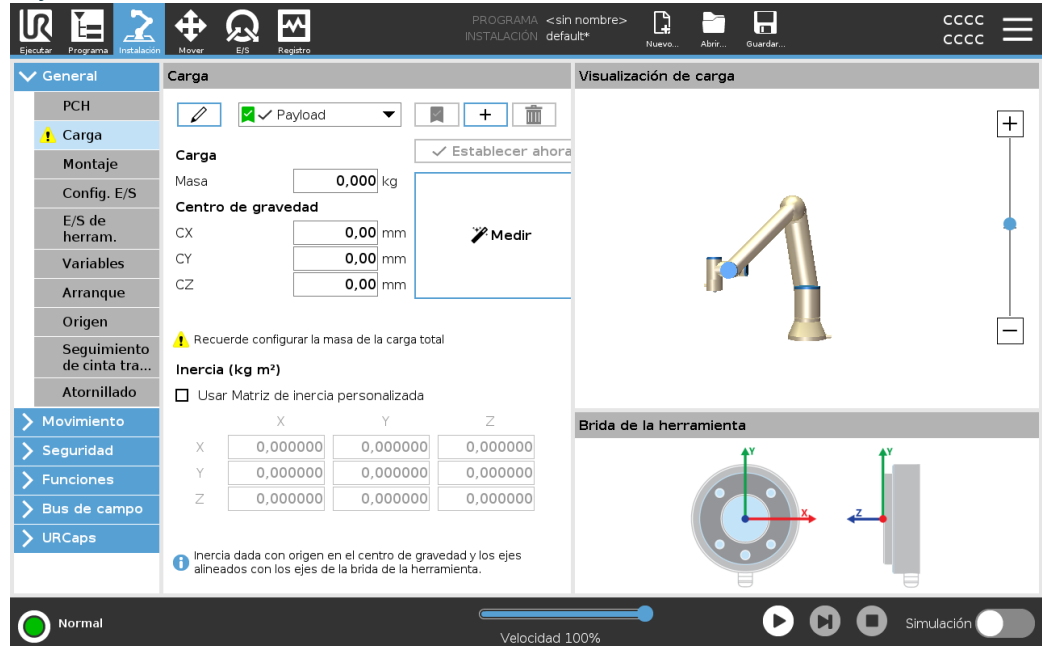 PROGRAMA <sin nombre>
INSTALACIÓN default*
CCCC
CCCC
Ejecutar
Programa
Instalación
Mover
E/S
Registro
Nuevo...
Abrir...
Guardar...
General
PCH
Carga
Montaje
Config. E/S
E/S de
herram.
Variables
Arranque
Origen
Seguimiento
de cinta tra...
Atornillado
Movimiento
Seguridad
Funciones
Bus de campo
URCaps
Carga
Payload
Establecer ahora
Carga
Masa 0,000 kg
Centro de gravedad
CX 0,00 mm
CY 0,00 mm
CZ 0,00 mm
Medir
Recuerde configurar la masa de la carga total
Inercia (kg m²)
Usar Matriz de inercia personalizada
X Y Z
X 0,000000 0,000000 0,000000
Y 0,000000 0,000000 0,000000
Z 0,000000 0,000000 0,000000
Inercia dada con origen en el centro de gravedad y los ejes
alineados con los ejes de la brida de la herramienta.
Visualización de carga
Brida de la herramienta
Y
X
Y
Z
Normal
Velocidad 100%
Simulación